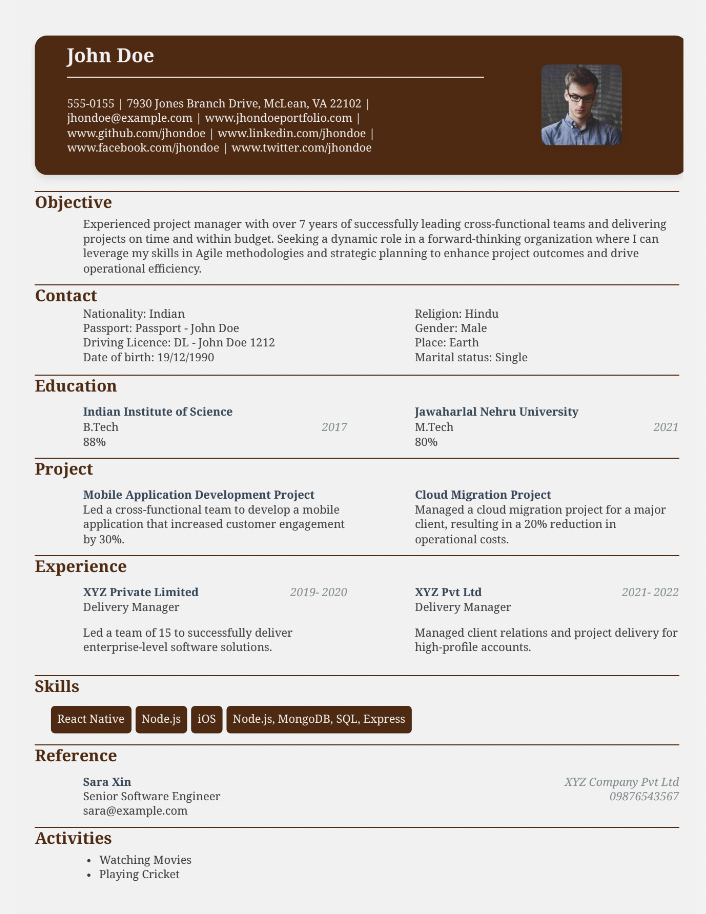 John Doe
555-0155 | 7930 Jones Branch Drive, McLean, VA 22102 |
jhondoe@example.com | www.jhondoeportfolio.com |
www.github.com/jhondoe | www.linkedin.com/jhondoe |
www.facebook.com/jhondoe | www.twitter.com/jhondoe
Objective
Experienced project manager with over 7 years of successfully leading cross-functional teams and delivering
projects on time and within budget. Seeking a dynamic role in a forward-thinking organization where I can
leverage my skills in Agile methodologies and strategic planning to enhance project outcomes and drive
operational efficiency.
Contact
Nationality: Indian
Passport: Passport - John Doe
Driving Licence: DL - John Doe 1212
Date of birth: 19/12/1990
Religion: Hindu
Gender: Male
Place: Earth
Marital status: Single
Education
Indian Institute of Science
B.Tech 2017
88%
Jawaharlal Nehru University
M.Tech 2021
80%
Project
Mobile Application Development Project
Led a cross-functional team to develop a mobile
application that increased customer engagement
by 30%.
Cloud Migration Project
Managed a cloud migration project for a major
client, resulting in a 20% reduction in
operational costs.
Experience
XYZ Private Limited 2019- 2020
Delivery Manager
Led a team of 15 to successfully deliver
enterprise-level software solutions.
XYZ Pvt Ltd 2021- 2022
Delivery Manager
Managed client relations and project delivery for
high-profile accounts.
Skills
React Native Node.js iOS Node.js, MongoDB, SQL, Express
Reference
Sara Xin XYZ Company Pvt Ltd
Senior Software Engineer 09876543567
sara@example.com
Activities
• Watching Movies
• Playing Cricket